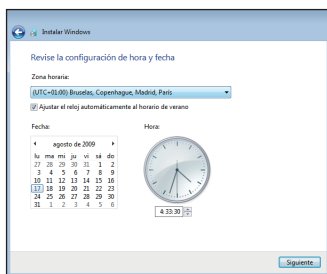 Instalar Windows
Revise la configuración de hora y fecha
Zona horaria:
(UTC+01:00) Bruselas, Copenhague, Madrid, París
Ajustar el reloj automáticamente al horario de verano
Fecha: Hora:
agosto de 2009
lu ma mi ju vi sá do
27 28 29 30 31 1 2
3 4 5 6 7 8 9
10 11 12 13 14 15 16
17 18 19 20 21 22 23
24 25 26 27 28 29 30
31 1 2 3 4 5 6
4:33:30
Siguiente